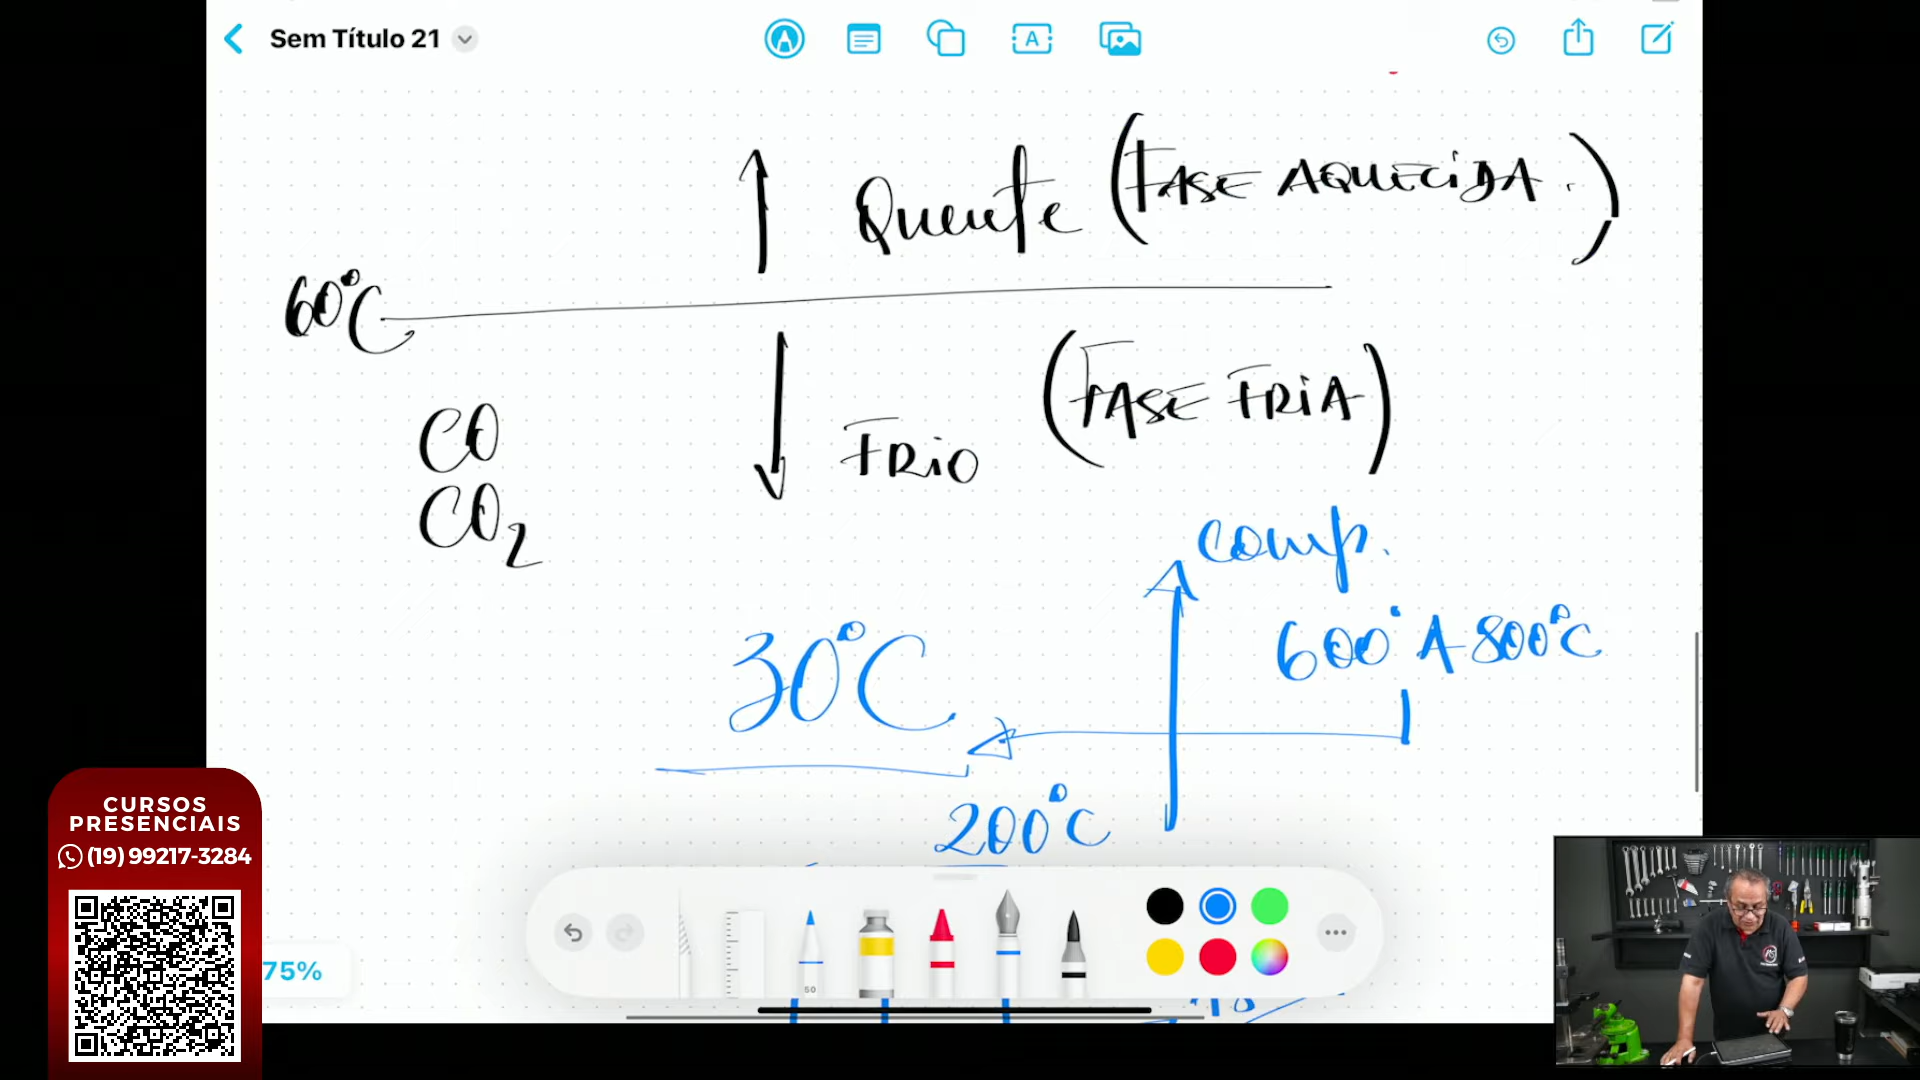 Sem Título 21
Quente (FASE AQUECIDA.)
60°C
FRIO (FASE FRIA)
CO
CO2
comp.
600° A 800°C
30°C
200°C
CURSOS
PRESENCIAIS
(19) 99217-3284
75%
50